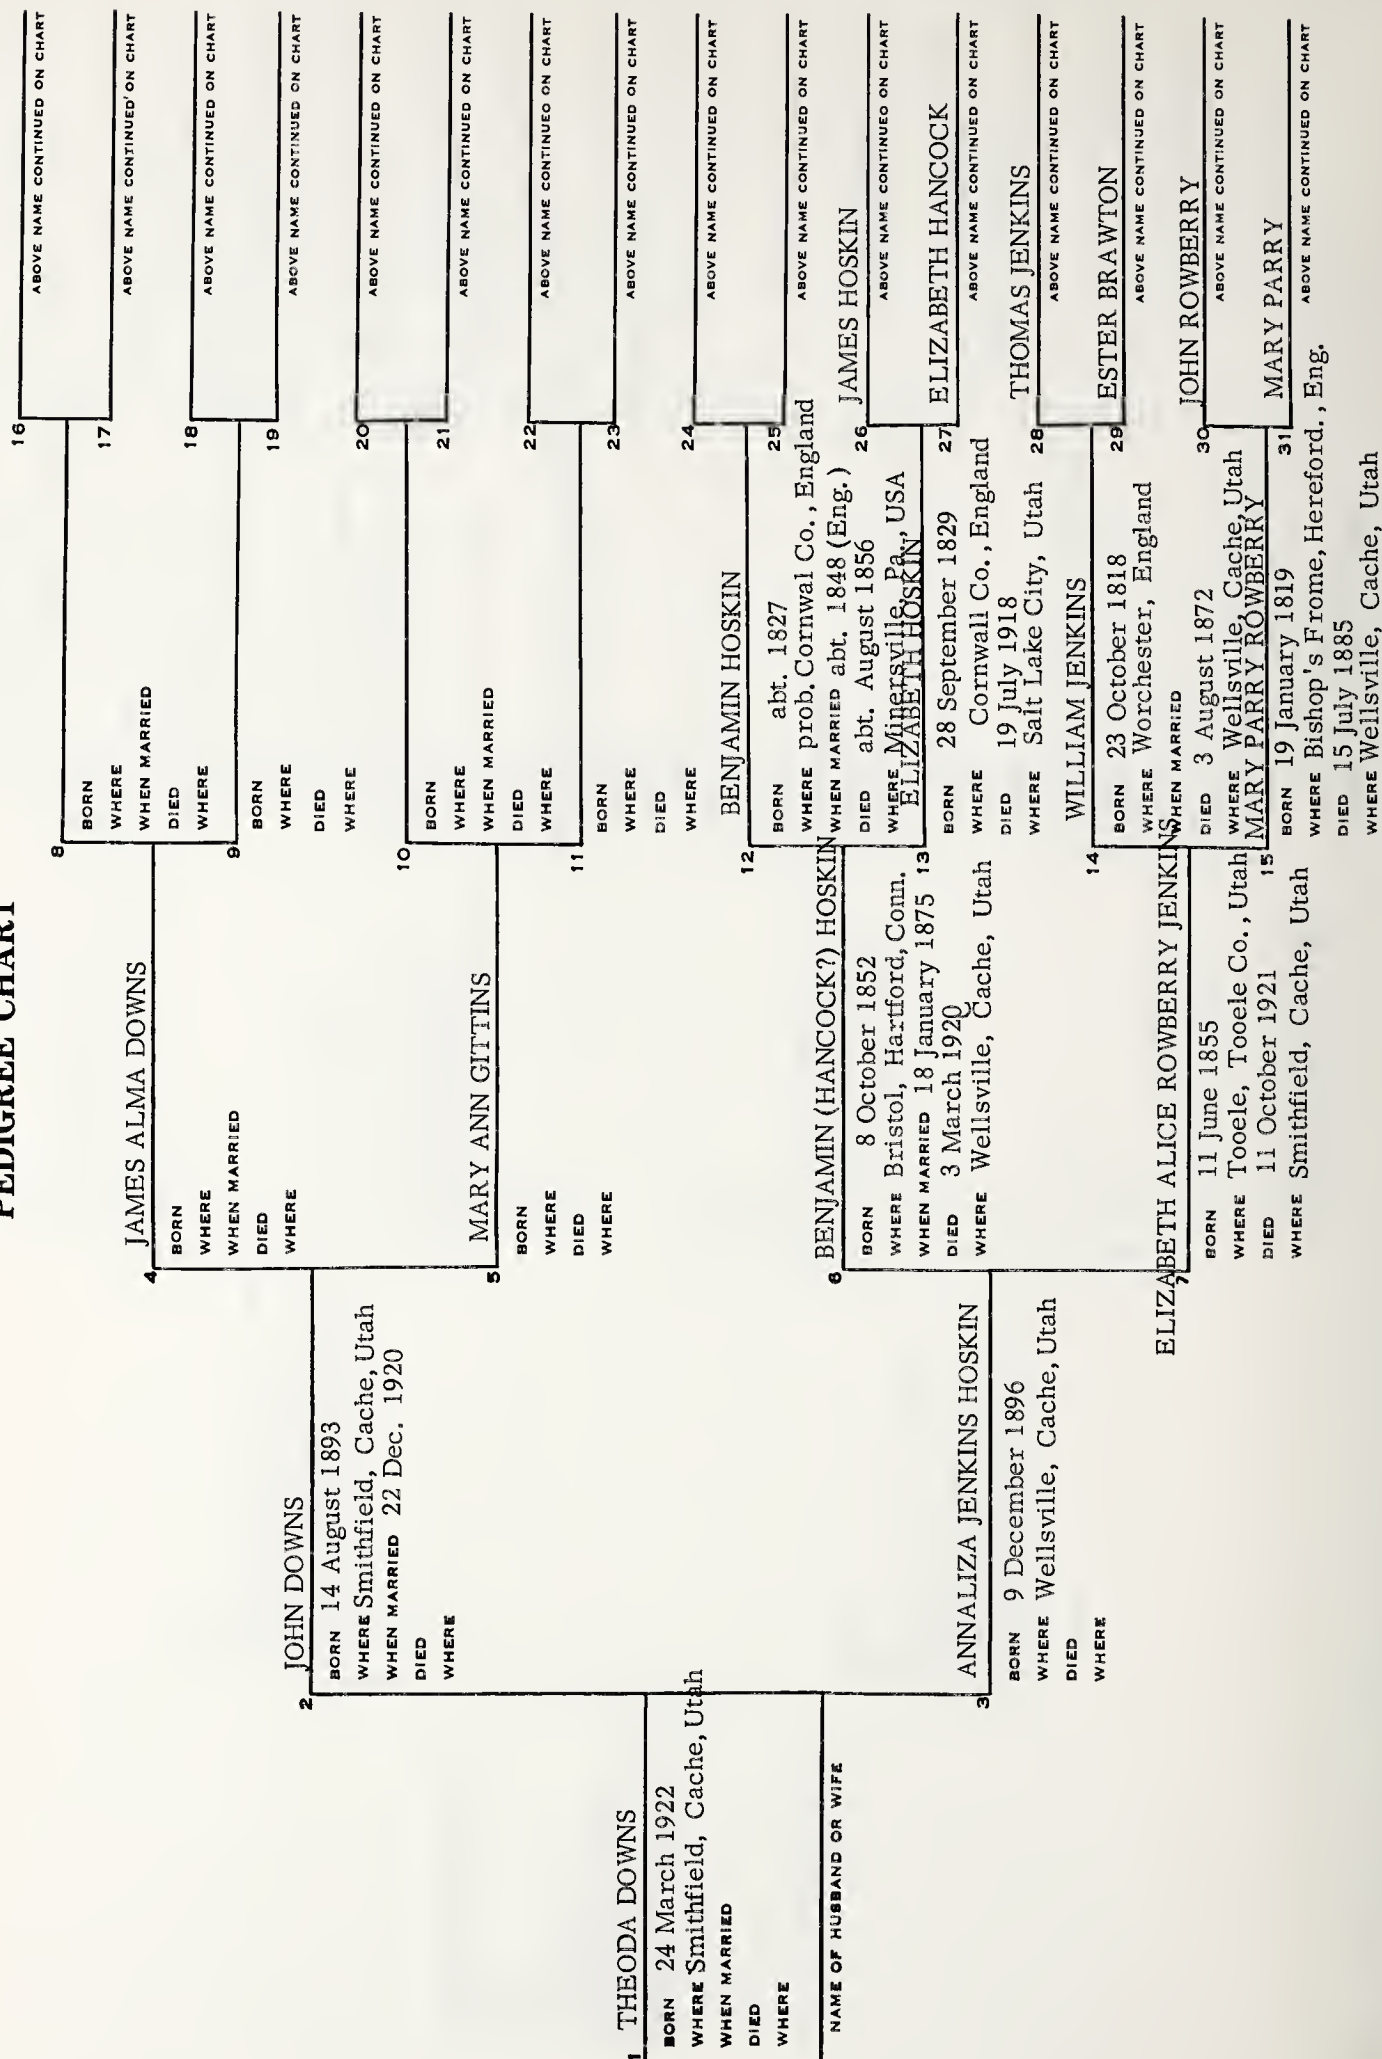 PEDIGREE CHART
1
THEODA DOWNS
BORN 24 March 1922
WHERE Smithfield, Cache, Utah
WHEN MARRIED
DIED
WHERE
NAME OF HUSBAND OR WIFE
2
JOHN DOWNS
BORN 14 August 1893
WHERE Smithfield, Cache, Utah
WHEN MARRIED 22 Dec. 1920
DIED
WHERE
3
ANNALIZA JENKINS HOSKIN
BORN 9 December 1896
WHERE Wellsville, Cache, Utah
DIED
WHERE
4
JAMES ALMA DOWNS
BORN
WHERE
WHEN MARRIED
DIED
WHERE
5
MARY ANN GITTINS
BORN
WHERE
DIED
WHERE
6
BENJAMIN (HANCOCK?) HOSKIN
BORN 8 October 1852
WHERE Bristol, Hartford, Conn.
WHEN MARRIED 18 January 1875
DIED 3 March 1920
WHERE Wellsville, Cache, Utah
7
ELIZABETH ALICE ROWBERRY JENKINS
BORN 11 June 1855
WHERE Tooele, Tooele Co., Utah
DIED 11 October 1921
WHERE Smithfield, Cache, Utah
8
BORN
WHERE
WHEN MARRIED
DIED
WHERE
9
BORN
WHERE
DIED
WHERE
10
BORN
WHERE
WHEN MARRIED
DIED
WHERE
11
BORN
WHERE
DIED
WHERE
12
BENJAMIN HOSKIN
BORN abt. 1827
WHERE prob. Cornwal Co., England
WHEN MARRIED abt. 1848 (Eng.)
DIED abt. August 1856
WHERE Minersville, Pa., USA
13
ELIZABETH HOSKIN
BORN 28 September 1829
WHERE Cornwall Co., England
DIED 19 July 1918
WHERE Salt Lake City, Utah
14
WILLIAM JENKINS
BORN 23 October 1818
WHERE Worchester, England
WHEN MARRIED
DIED 3 August 1872
WHERE Wellsville, Cache, Utah
15
MARY PARRY ROWBERRY
BORN 19 January 1819
WHERE Bishop's Frome, Hereford., Eng.
DIED 15 July 1885
WHERE Wellsville, Cache, Utah
16
ABOVE NAME CONTINUED ON CHART
17
ABOVE NAME CONTINUED ON CHART
18
ABOVE NAME CONTINUED ON CHART
19
ABOVE NAME CONTINUED ON CHART
20
ABOVE NAME CONTINUED ON CHART
21
ABOVE NAME CONTINUED ON CHART
22
ABOVE NAME CONTINUED ON CHART
23
ABOVE NAME CONTINUED ON CHART
24
ABOVE NAME CONTINUED ON CHART
25
ABOVE NAME CONTINUED ON CHART
26
JAMES HOSKIN
ABOVE NAME CONTINUED ON CHART
27
ELIZABETH HANCOCK
ABOVE NAME CONTINUED ON CHART
28
THOMAS JENKINS
ABOVE NAME CONTINUED ON CHART
29
ESTER BRAWTON
ABOVE NAME CONTINUED ON CHART
30
JOHN ROWBERRY
ABOVE NAME CONTINUED ON CHART
31
MARY PARRY
ABOVE NAME CONTINUED ON CHART